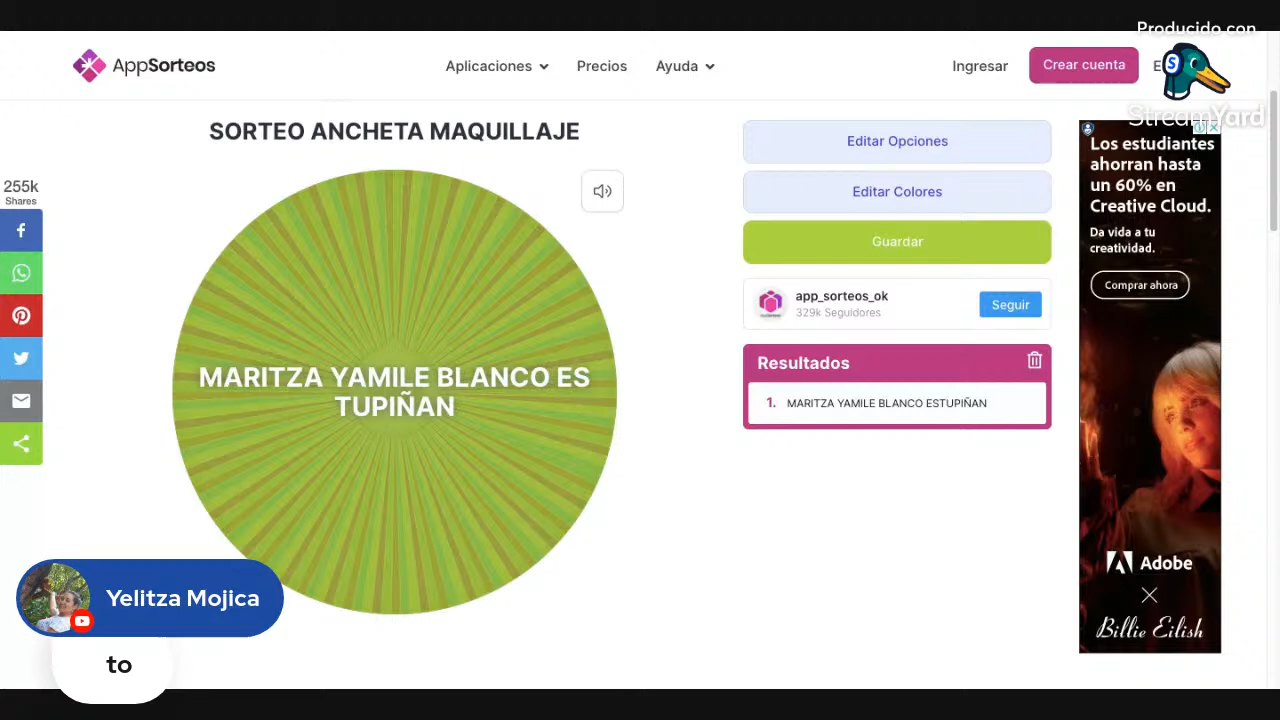 Producido con
StreamYard
AppSorteos
Aplicaciones
Precios
Ayuda
Ingresar
Crear cuenta
SORTEO ANCHETA MAQUILLAJE
255k
Shares
MARITZA YAMILE BLANCO ES
TUPIÑAN
Editar Opciones
Editar Colores
Guardar
app_sorteos_ok
329k Seguidores
Seguir
Resultados
1. MARITZA YAMILE BLANCO ESTUPIÑAN
Los estudiantes
ahorran hasta
un 60% en
Creative Cloud.
Da vida a tu
creatividad.
Comprar ahora
Adobe
Billie Eilish
Yelitza Mojica
to